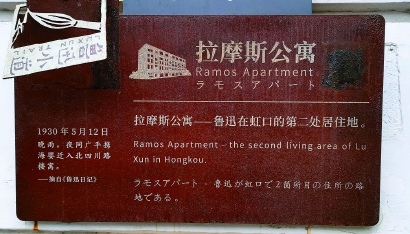 拉摩斯公寓
Ramos Apartment
ラモスアパート
拉摩斯公寓——鲁迅在虹口的第二处居住地。
Ramos Apartment—the second living area of Lu
Xun in Hongkou.
ラモスアパート - 魯迅が虹口で2箇所目の住所の路
地である。
1930年5月12日
晚雨。夜同广平携
海婴迁入北四川路
楼寓。
——摘自《鲁迅日记》